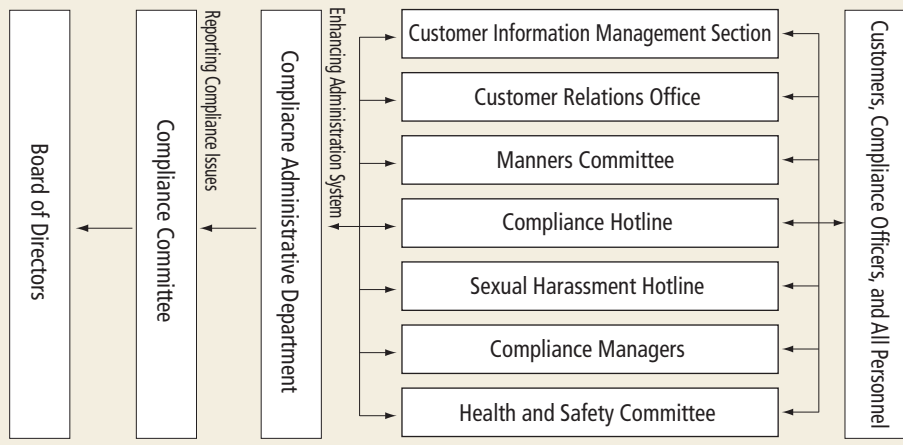 Board of Directors
Compliance Committee
Reporting Compliance Issues
Compliacne Administrative Department
Enhancing Administration System
Customer Information Management Section
Customer Relations Office
Manners Committee
Compliance Hotline
Sexual Harassment Hotline
Compliance Managers
Health and Safety Committee
Customers, Compliance Officers, and All Personnel